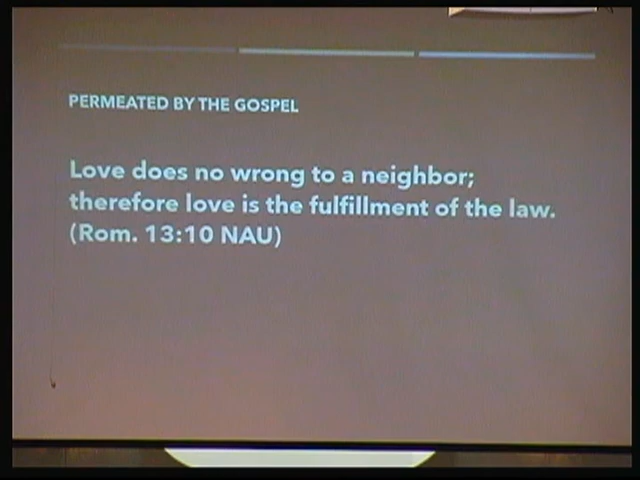 PERMEATED BY THE GOSPEL
Love does no wrong to a neighbor;
therefore love is the fulfillment of the law.
(Rom. 13:10 NAU)